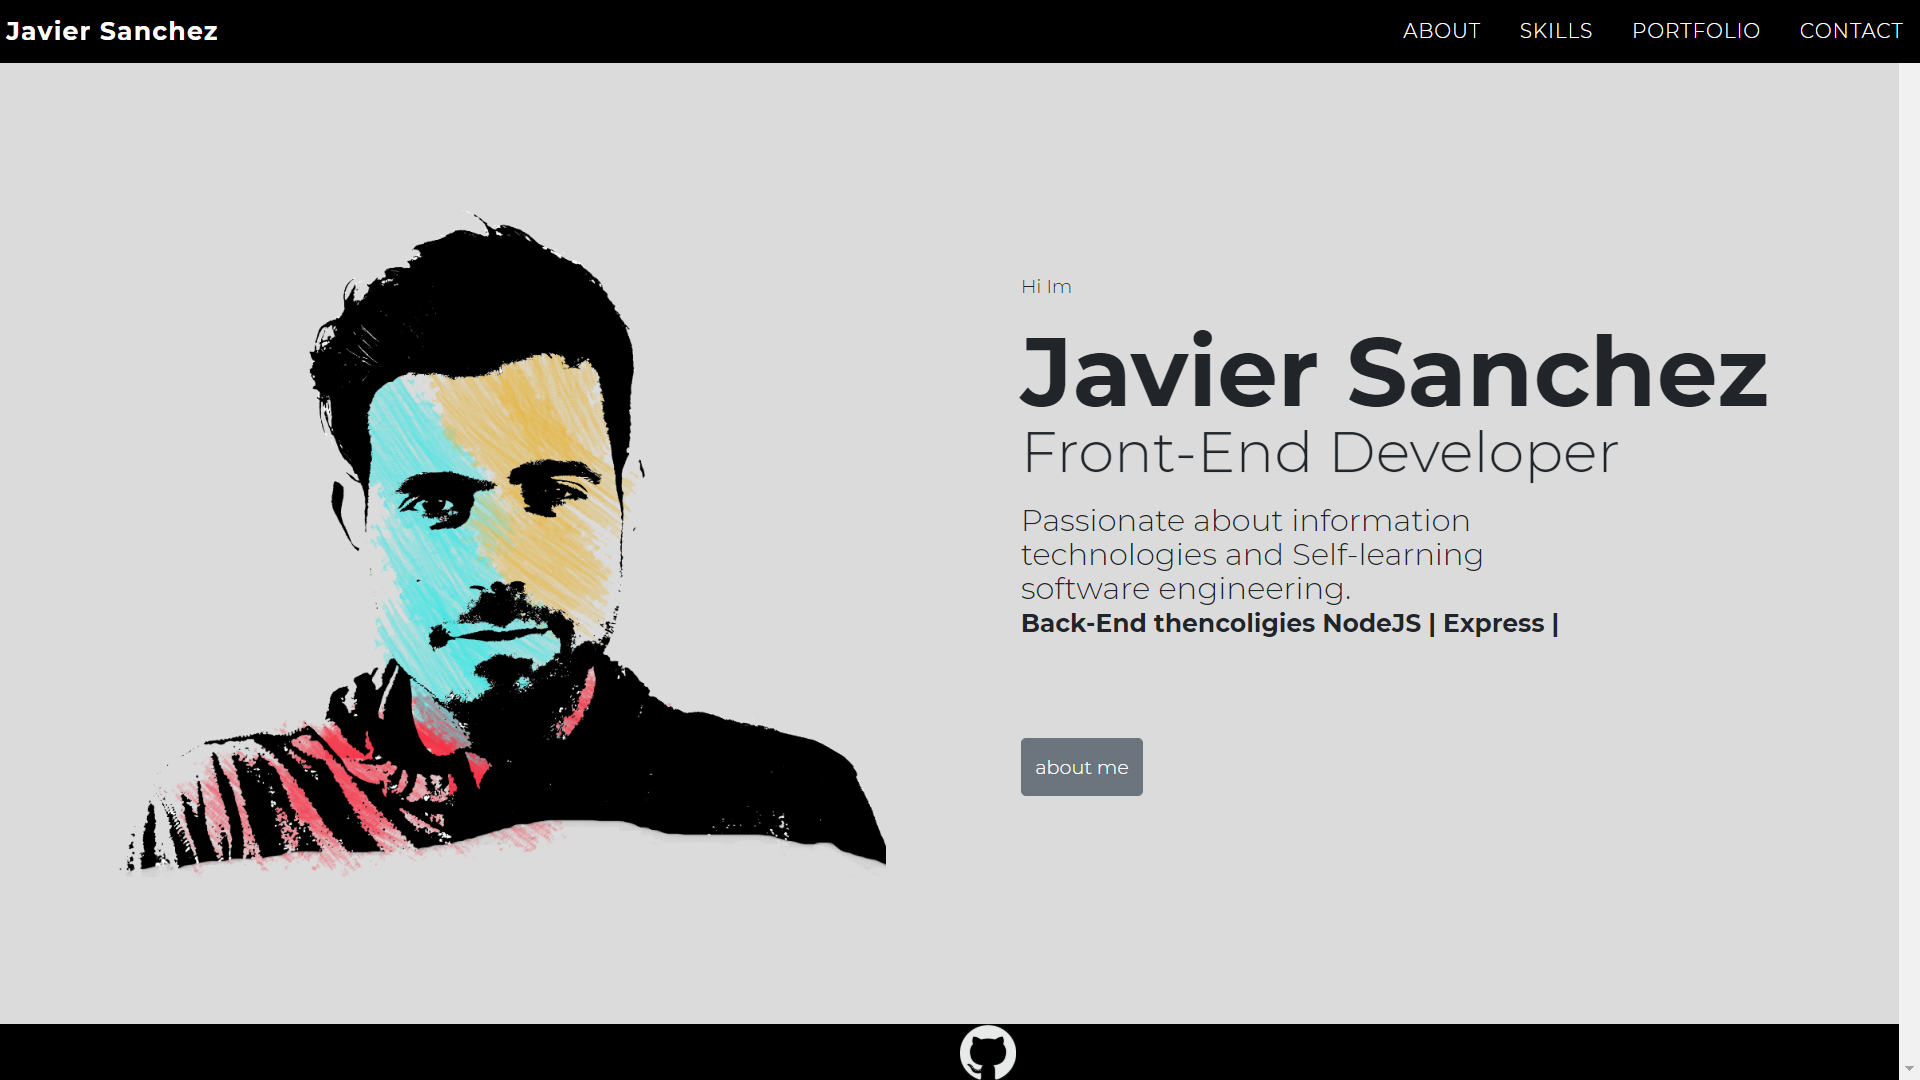 Javier Sanchez
ABOUT SKILLS PORTFOLIO CONTACT
Hi Im
Javier Sanchez
Front-End Developer
Passionate about information
technologies and Self-learning
software engineering.
Back-End thencoligies NodeJS | Express |
about me